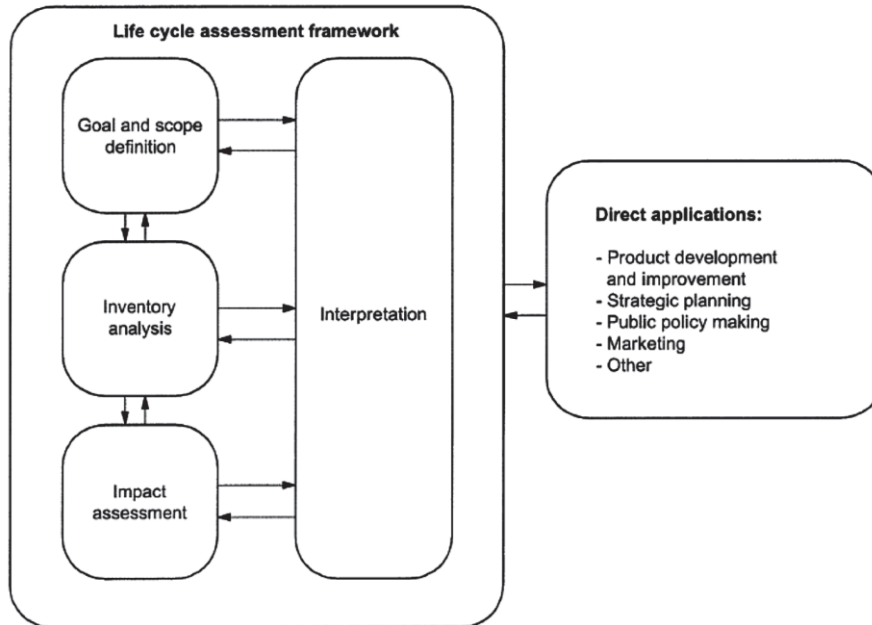 Life cycle assessment framework
Goal and scope
definition
Inventory
analysis
Impact
assessment
Interpretation
Direct applications:
- Product development
and improvement
- Strategic planning
- Public policy making
- Marketing
- Other